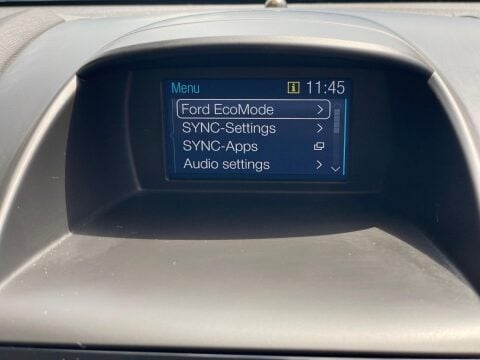 Menu i 11:45
Ford EcoMode
SYNC-Settings
SYNC-Apps
Audio settings